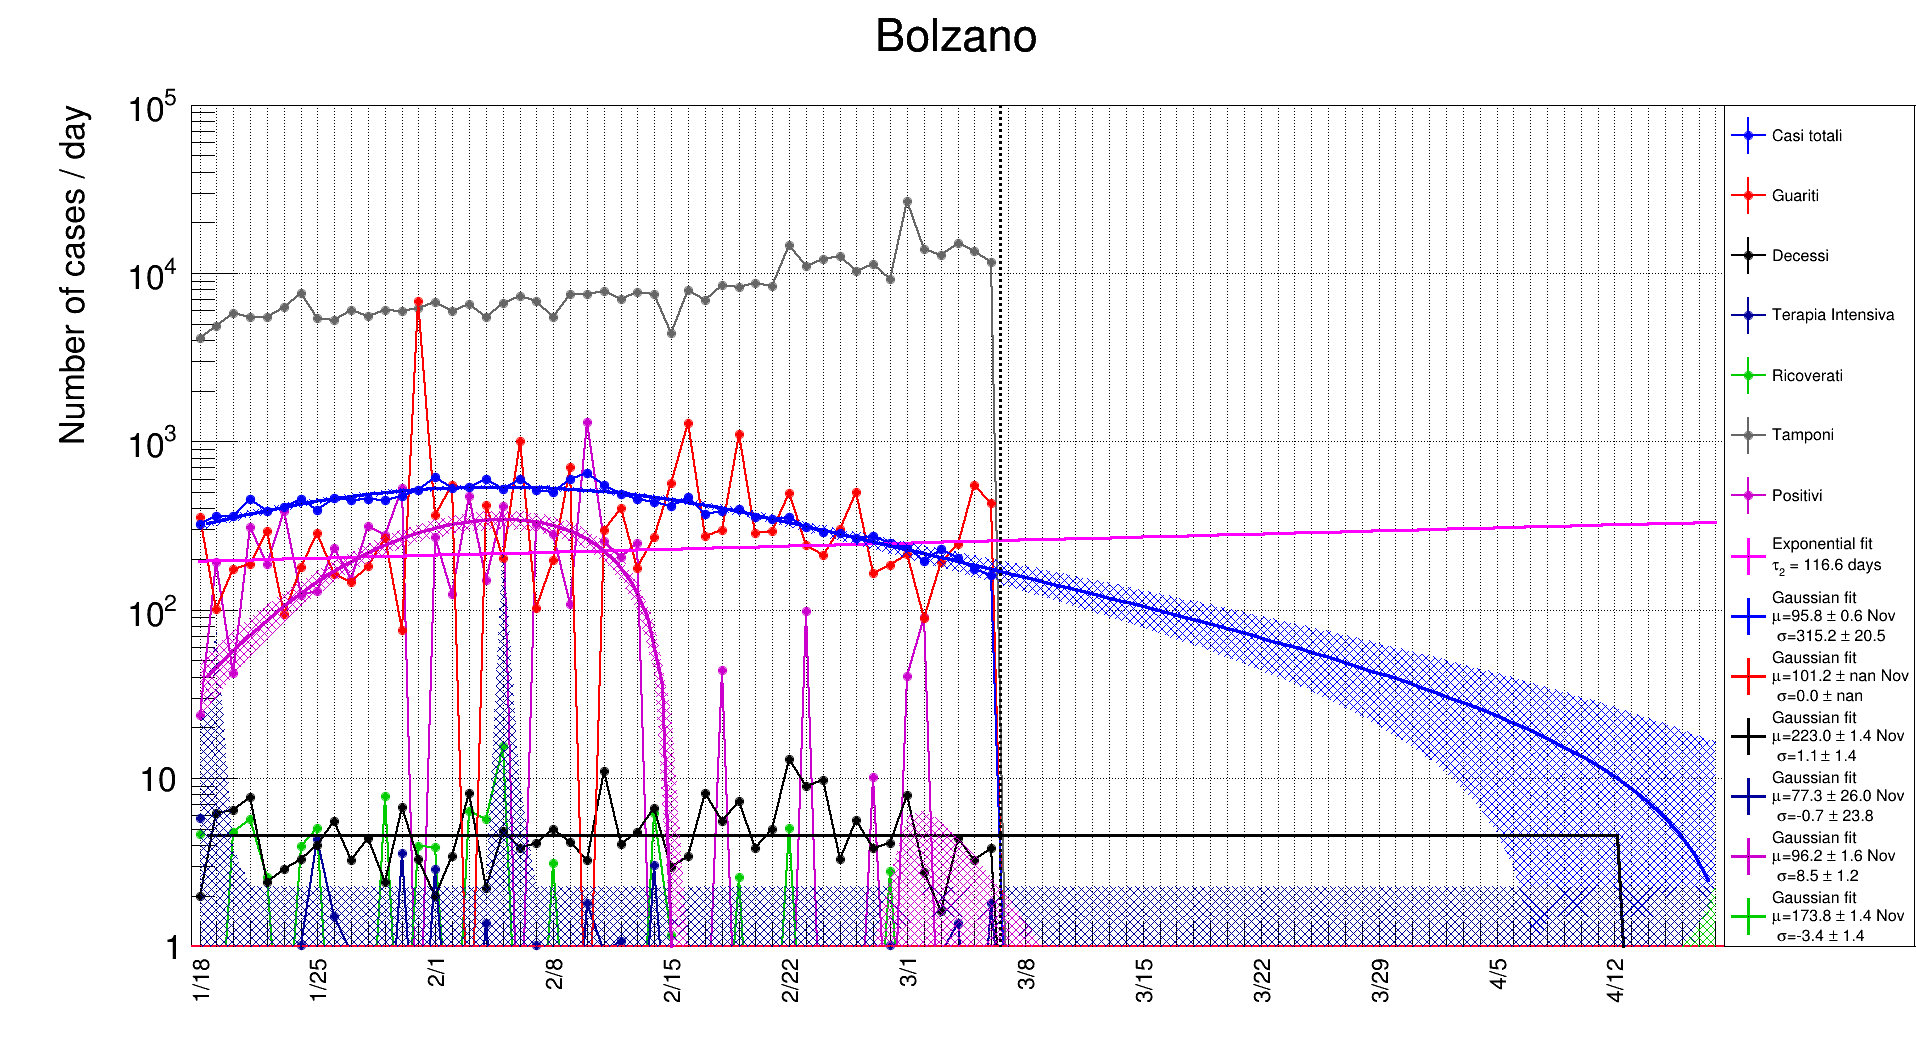 Bolzano
Number of cases / day
10^5
10^4
10^3
10^2
10
1
1/18
1/25
2/1
2/8
2/15
2/22
3/1
3/8
3/15
3/22
3/29
4/5
4/12
Casi totali
Guariti
Decessi
Terapia Intensiva
Ricoverati
Tamponi
Positivi
Exponential fit
τ_2 = 116.6 days
Gaussian fit
μ=95.8 ± 0.6 Nov
σ=315.2 ± 20.5
Gaussian fit
μ=101.2 ± nan Nov
σ=0.0 ± nan
Gaussian fit
μ=223.0 ± 1.4 Nov
σ=1.1 ± 1.4
Gaussian fit
μ=77.3 ± 26.0 Nov
σ=-0.7 ± 23.8
Gaussian fit
μ=96.2 ± 1.6 Nov
σ=8.5 ± 1.2
Gaussian fit
μ=173.8 ± 1.4 Nov
σ=-3.4 ± 1.4